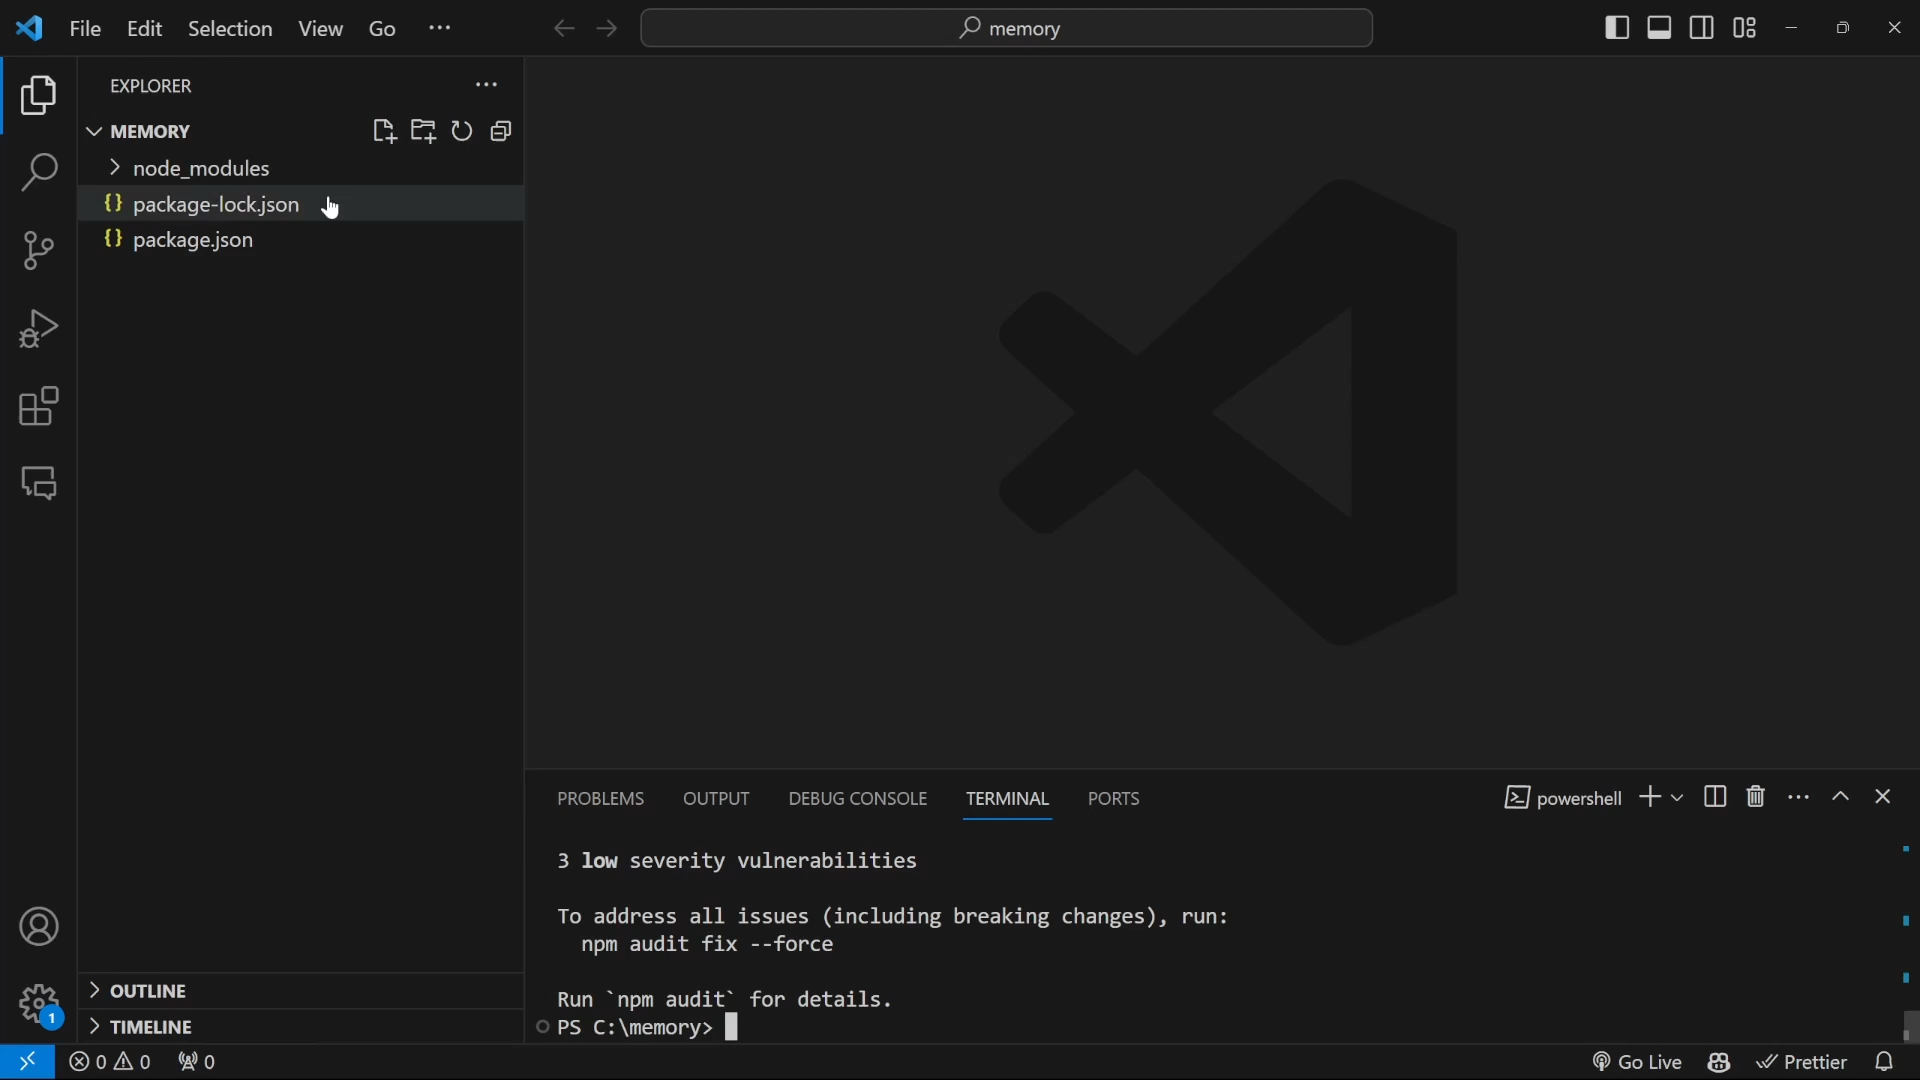 File Edit Selection View Go ··· memory
EXPLORER ···
MEMORY
node_modules
{} package-lock.json
{} package.json
OUTLINE
TIMELINE
PROBLEMS OUTPUT DEBUG CONSOLE TERMINAL PORTS powershell
3 low severity vulnerabilities
To address all issues (including breaking changes), run:
npm audit fix --force
Run `npm audit` for details.
PS C:\memory>
1
0 0 0 Go Live Prettier